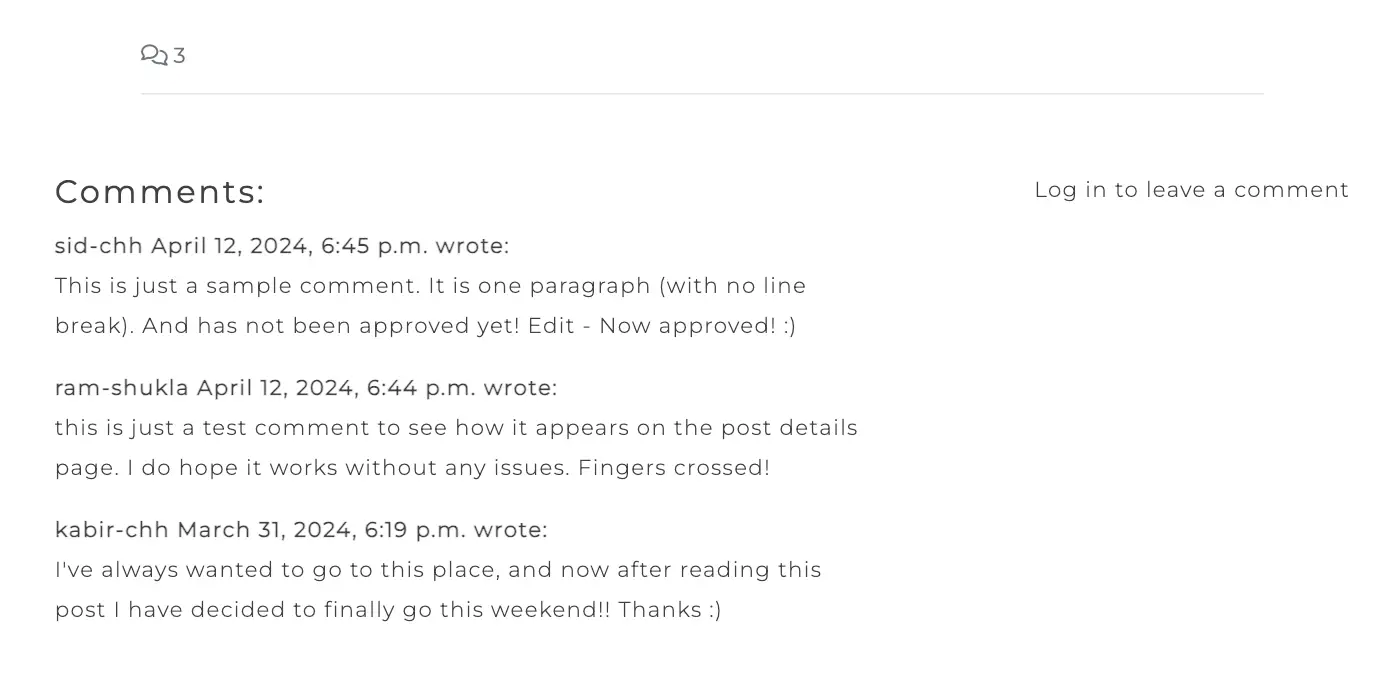 3
Comments:
Log in to leave a comment
sid-chh April 12, 2024, 6:45 p.m. wrote:
This is just a sample comment. It is one paragraph (with no line
break). And has not been approved yet! Edit - Now approved! :)
ram-shukla April 12, 2024, 6:44 p.m. wrote:
this is just a test comment to see how it appears on the post details
page. I do hope it works without any issues. Fingers crossed!
kabir-chh March 31, 2024, 6:19 p.m. wrote:
I've always wanted to go to this place, and now after reading this
post I have decided to finally go this weekend!! Thanks :)